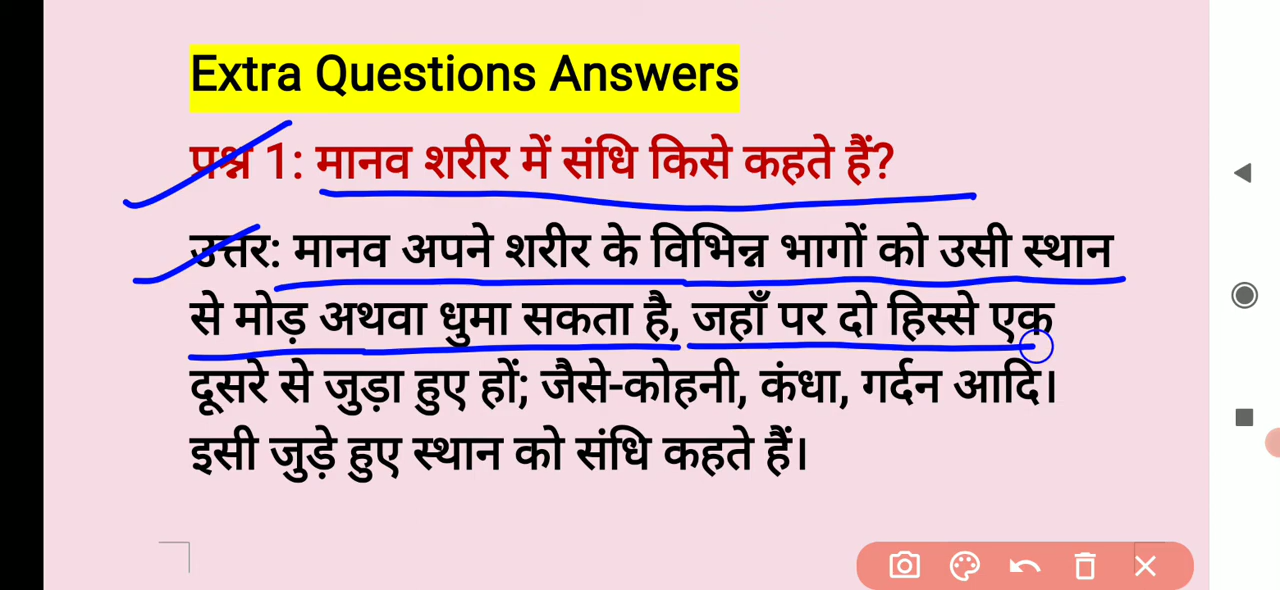 Extra Questions Answers
प्रश्न 1: मानव शरीर में संधि किसे कहते हैं?
उत्तर: मानव अपने शरीर के विभिन्न भागों को उसी स्थान
से मोड़ अथवा धुमा सकता है, जहाँ पर दो हिस्से एक
दूसरे से जुड़ा हुए हों; जैसे-कोहनी, कंधा, गर्दन आदि।
इसी जुड़े हुए स्थान को संधि कहते हैं।